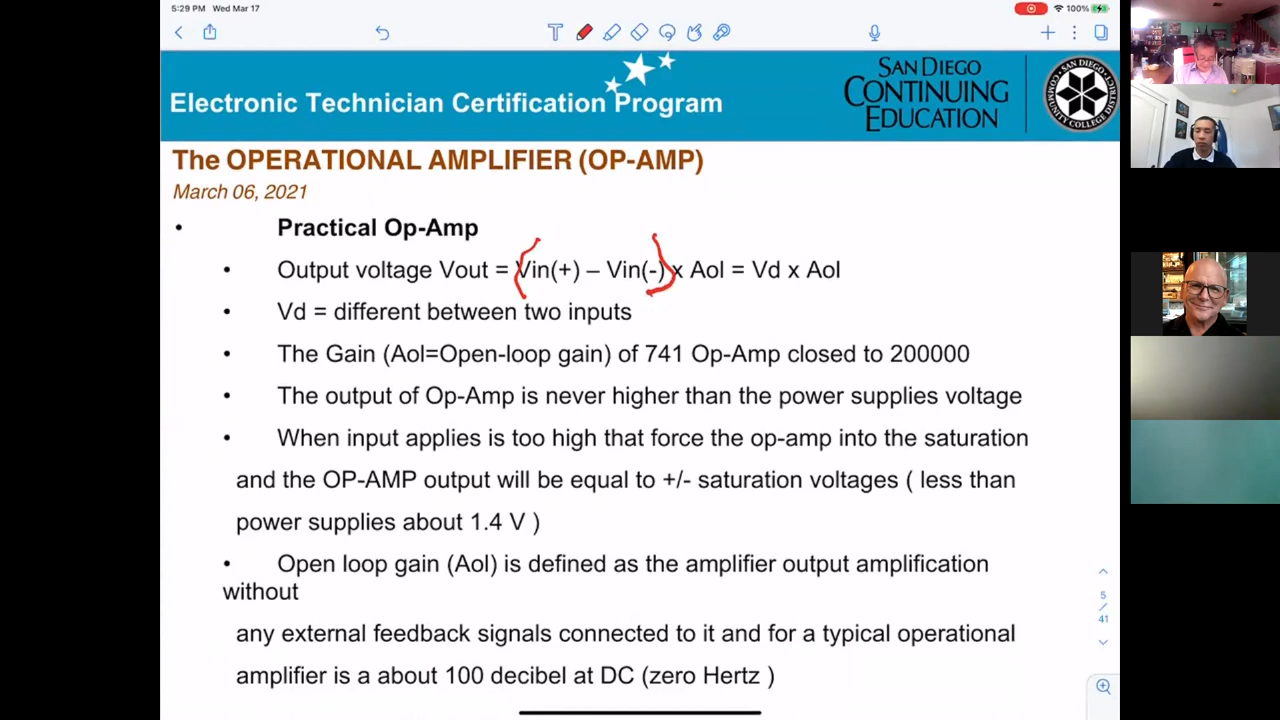 5:29 PM Wed Mar 17
100%
Electronic Technician Certification Program
SAN DIEGO
CONTINUING
EDUCATION
SAN DIEGO
COMMUNITY COLLEGE DISTRICT
The OPERATIONAL AMPLIFIER (OP-AMP)
March 06, 2021
• Practical Op-Amp
• Output voltage Vout = (Vin(+) – Vin(-)) x Aol = Vd x Aol
• Vd = different between two inputs
• The Gain (Aol=Open-loop gain) of 741 Op-Amp closed to 200000
• The output of Op-Amp is never higher than the power supplies voltage
• When input applies is too high that force the op-amp into the saturation
and the OP-AMP output will be equal to +/- saturation voltages ( less than
power supplies about 1.4 V )
• Open loop gain (Aol) is defined as the amplifier output amplification
without
any external feedback signals connected to it and for a typical operational
amplifier is a about 100 decibel at DC (zero Hertz )
5
/
41